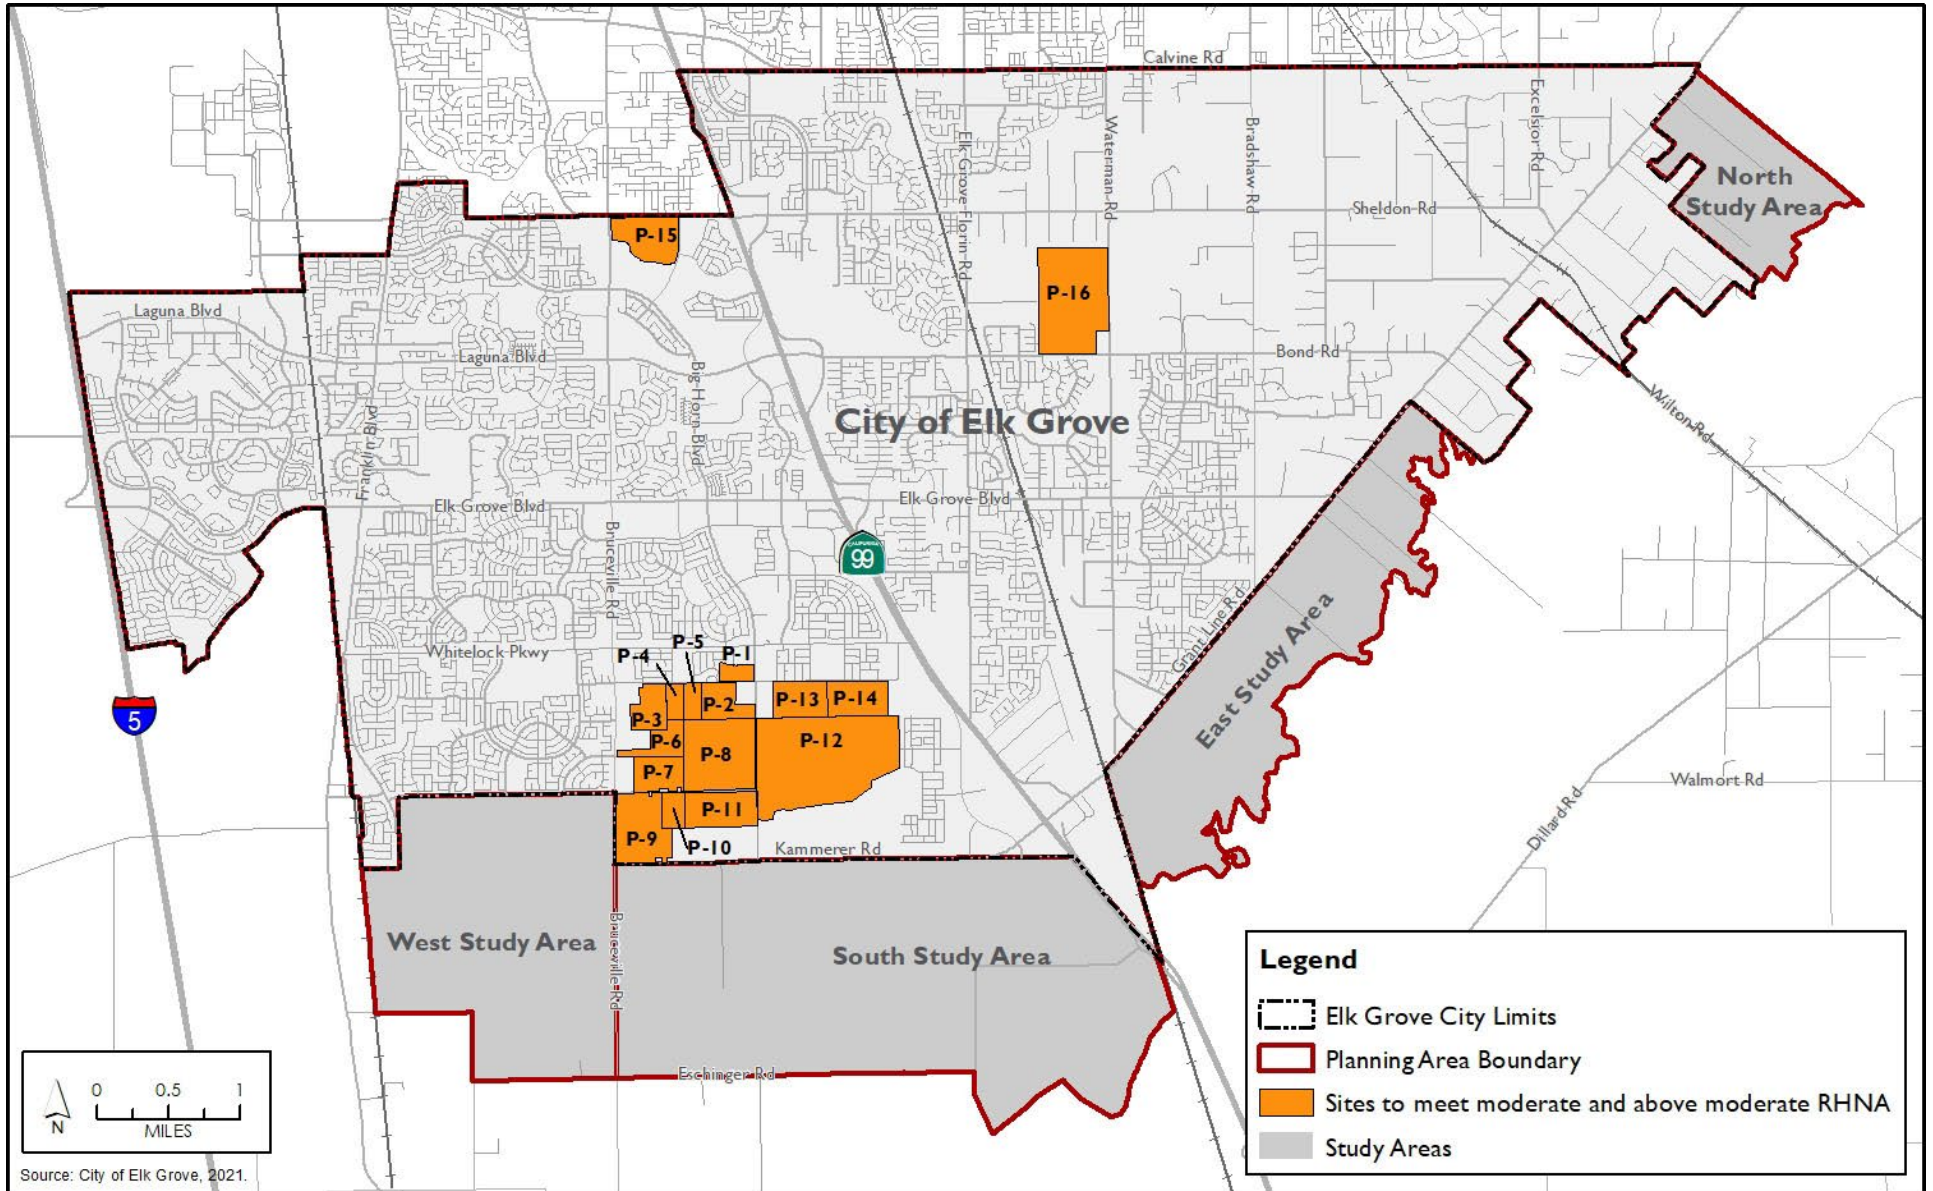 Calvine Rd
Excelsior Rd
Elk Grove-Florin Rd
Waterman Rd
Bradshaw Rd
North
Study Area
Sheldon Rd
P-15
P-16
Laguna Blvd
Laguna Blvd
Bond Rd
Big Horn Blvd
Franklin Blvd
Wilton Rd
City of Elk Grove
Elk Grove Blvd
Elk Grove Blvd
CALIFORNIA
99
Bruceville Rd
Grant Line Rd
East Study Area
Whitelock Pkwy
P-5
P-4
P-1
P-2
P-13
P-14
P-3
P-6
P-8
P-12
P-7
P-11
P-9
P-10
5
Kammerer Rd
Walmort Rd
Dillard Rd
West Study Area
South Study Area
Bruceville Rd
Eschinger Rd
Legend
Elk Grove City Limits
Planning Area Boundary
Sites to meet moderate and above moderate RHNA
Study Areas
0 0.5 1
N
MILES
Source: City of Elk Grove, 2021.